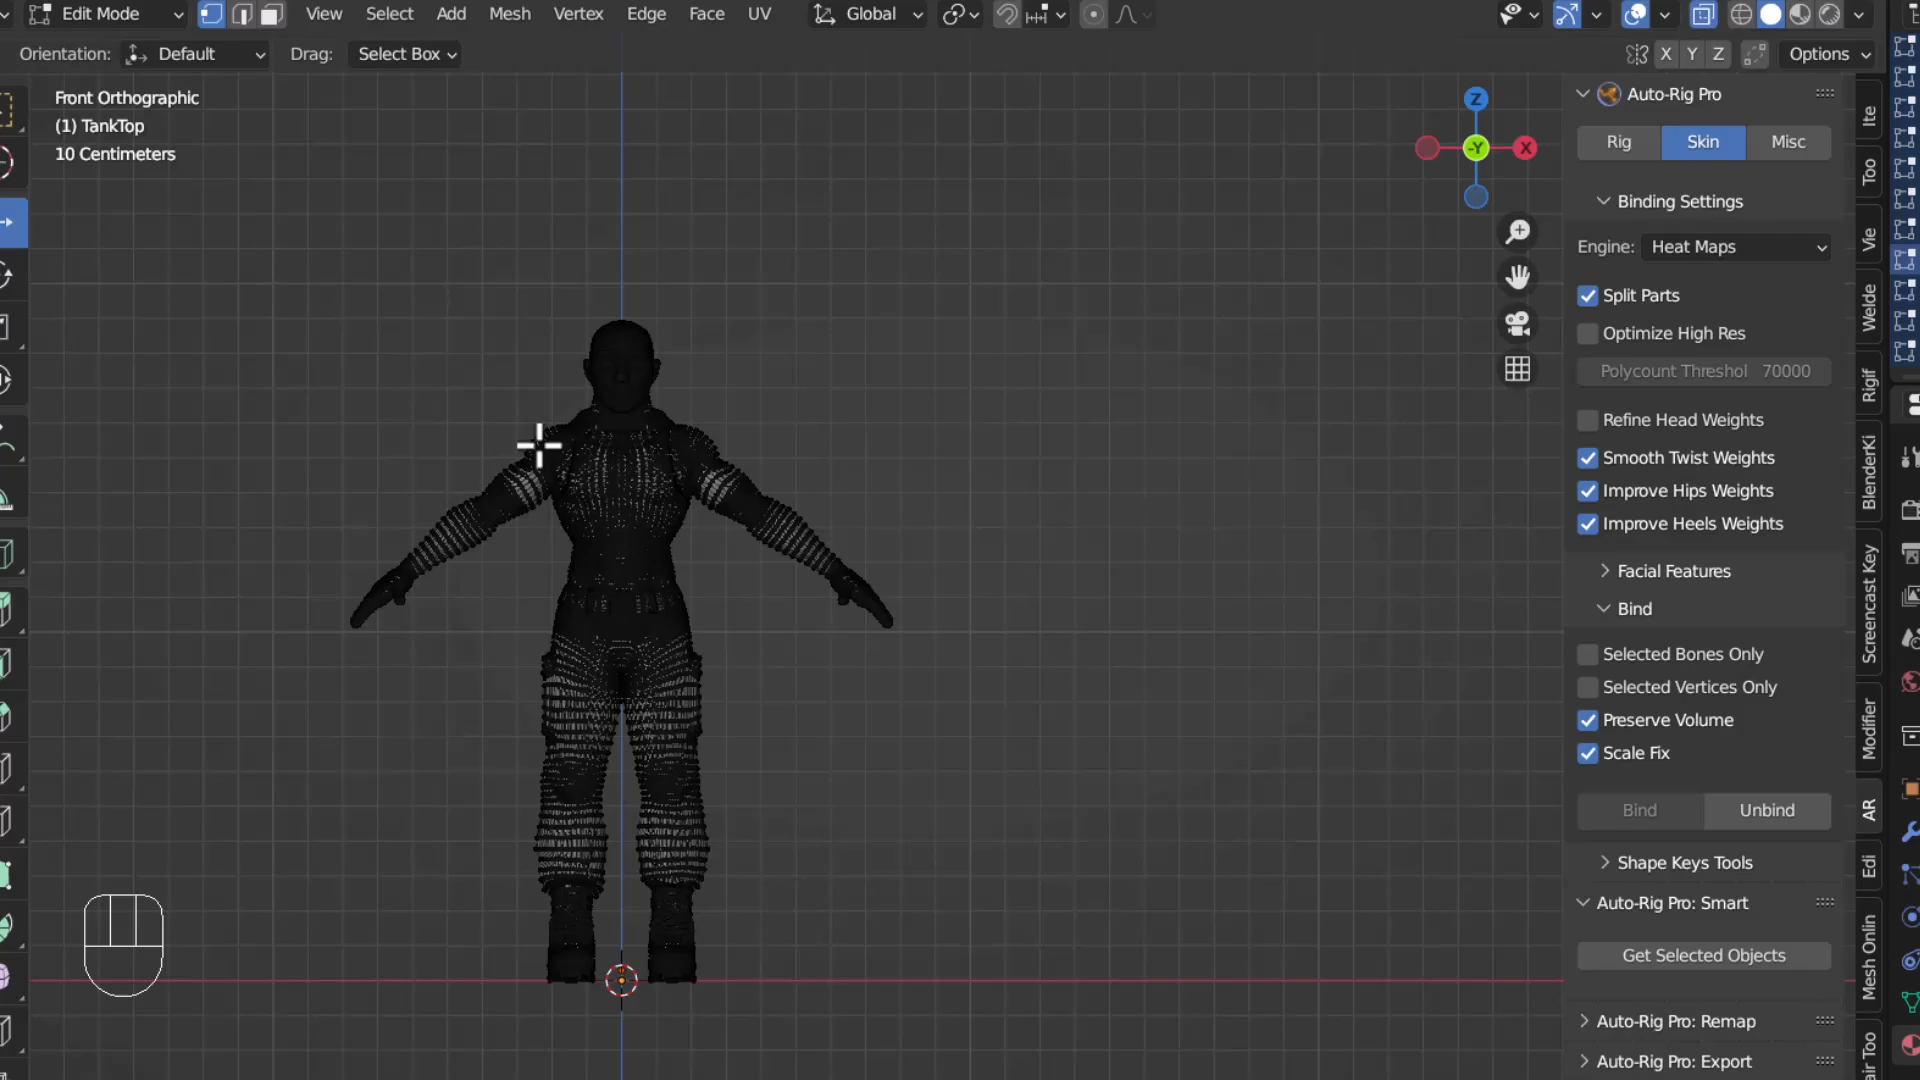 Edit Mode
View
Select
Add
Mesh
Vertex
Edge
Face
UV
Global
Orientation:
Default
Drag:
Select Box
X
Y
Z
Options
Front Orthographic
(1) TankTop
10 Centimeters
Z
-Y
X
Auto-Rig Pro
Rig
Skin
Misc
Binding Settings
Engine:
Heat Maps
Split Parts
Optimize High Res
Polycount Threshol
70000
Refine Head Weights
Smooth Twist Weights
Improve Hips Weights
Improve Heels Weights
Facial Features
Bind
Selected Bones Only
Selected Vertices Only
Preserve Volume
Scale Fix
Bind
Unbind
Shape Keys Tools
Auto-Rig Pro: Smart
Get Selected Objects
Auto-Rig Pro: Remap
Auto-Rig Pro: Export
Ite
Too
Vie
Welde
Rigif
BlenderKi
Screencast Key
Modifier
AR
Edi
Mesh Onlin
air Too